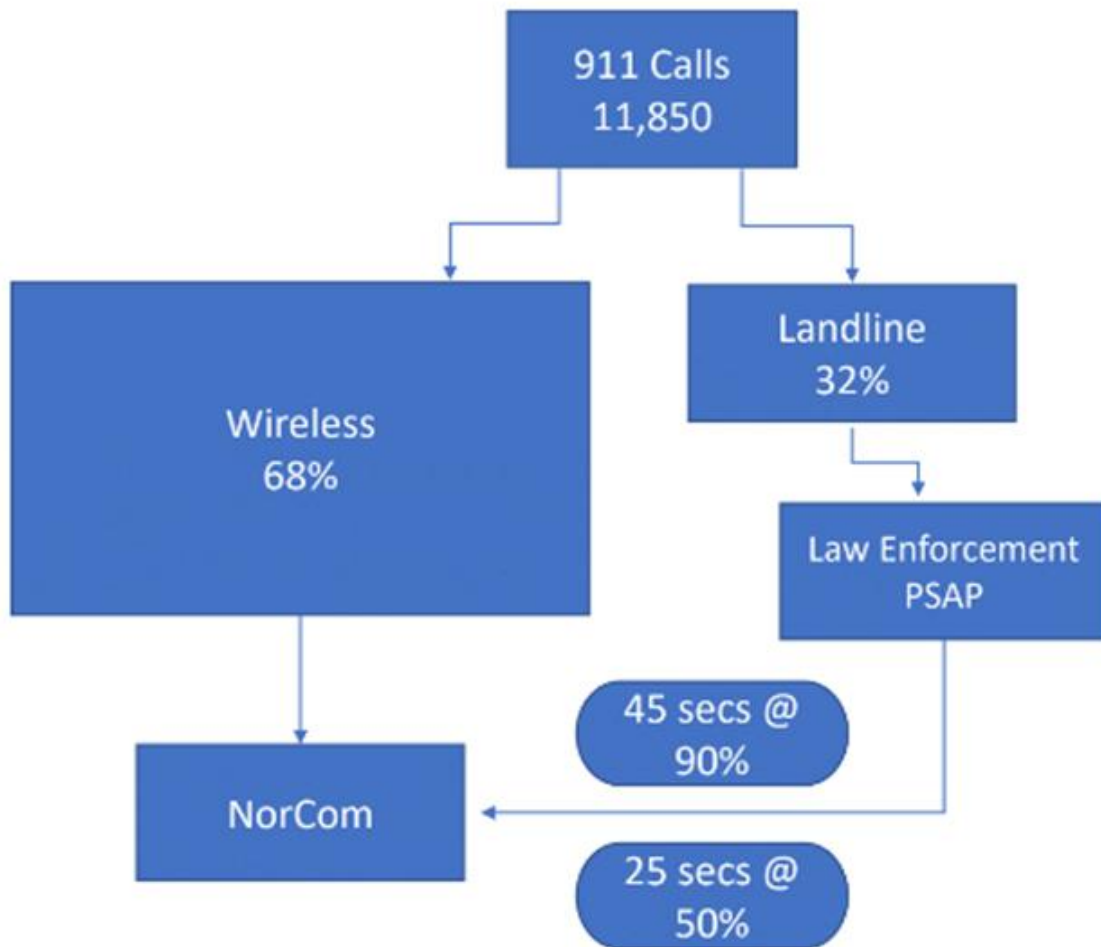 911 Calls
11,850
Wireless
68%
Landline
32%
Law Enforcement
PSAP
45 secs @
90%
NorCom
25 secs @
50%